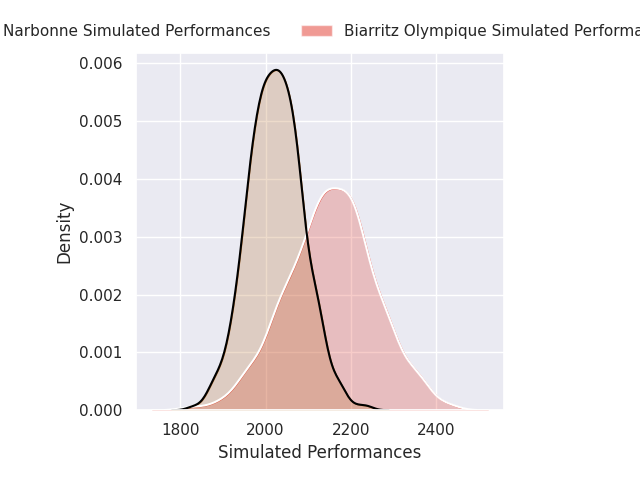 Narbonne Simulated Performances
Biarritz Olympique Simulated Performa
0.006
0.005
0.004
0.003
0.002
0.001
0.000
Density
1800 2000 2200 2400
Simulated Performances